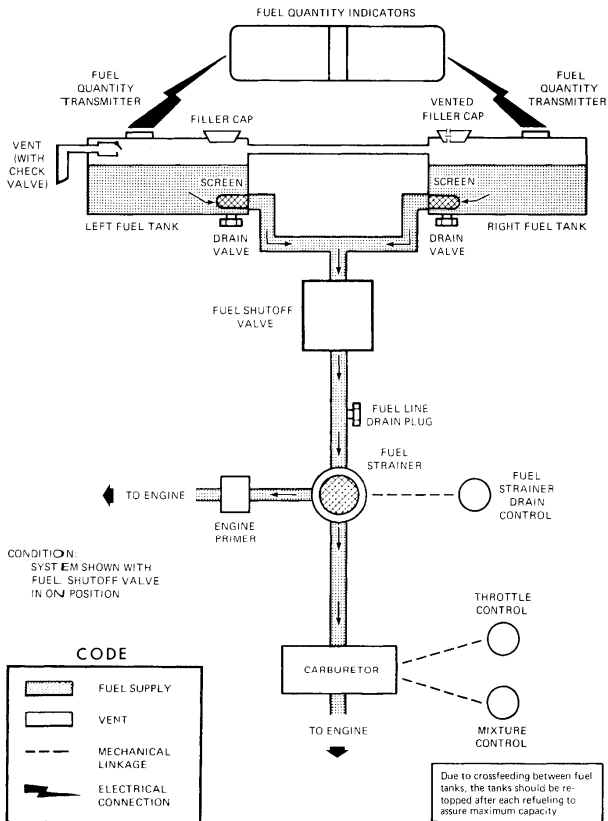 FUEL QUANTITY INDICATORS
FUEL
QUANTITY
TRANSMITTER
FUEL
QUANTITY
TRANSMITTER
FILLER CAP
VENTED
FILLER CAP
VENT
(WITH
CHECK
VALVE)
SCREEN
SCREEN
LEFT FUEL TANK
DRAIN
VALVE
DRAIN
VALVE
RIGHT FUEL TANK
FUEL SHUTOFF
VALVE
FUEL LINE
DRAIN PLUG
FUEL
STRAINER
TO ENGINE
ENGINE
PRIMER
FUEL
STRAINER
DRAIN
CONTROL
CONDITION:
SYSTEM SHOWN WITH
FUEL SHUTOFF VALVE
IN ON POSITION
THROTTLE
CONTROL
CARBURETOR
MIXTURE
CONTROL
TO ENGINE
CODE
FUEL SUPPLY
VENT
MECHANICAL
LINKAGE
ELECTRICAL
CONNECTION
Due to crossfeeding between fuel
tanks, the tanks should be re-
topped after each refueling to
assure maximum capacity